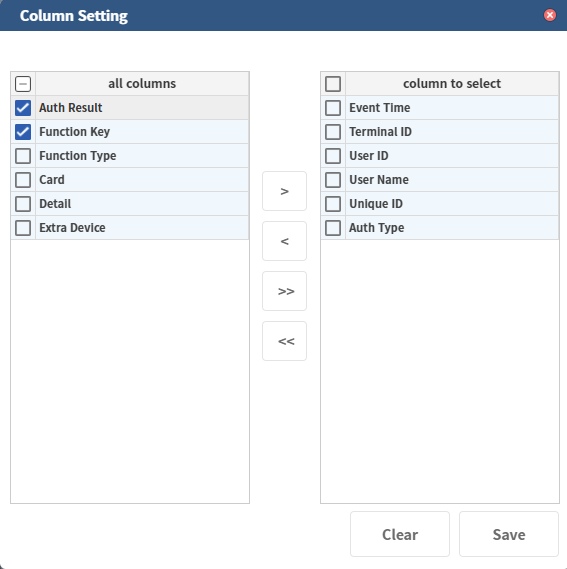 Column Setting
all columns
Auth Result
Function Key
Function Type
Card
Detail
Extra Device
>
<
>>
<<
column to select
Event Time
Terminal ID
User ID
User Name
Unique ID
Auth Type
Clear
Save